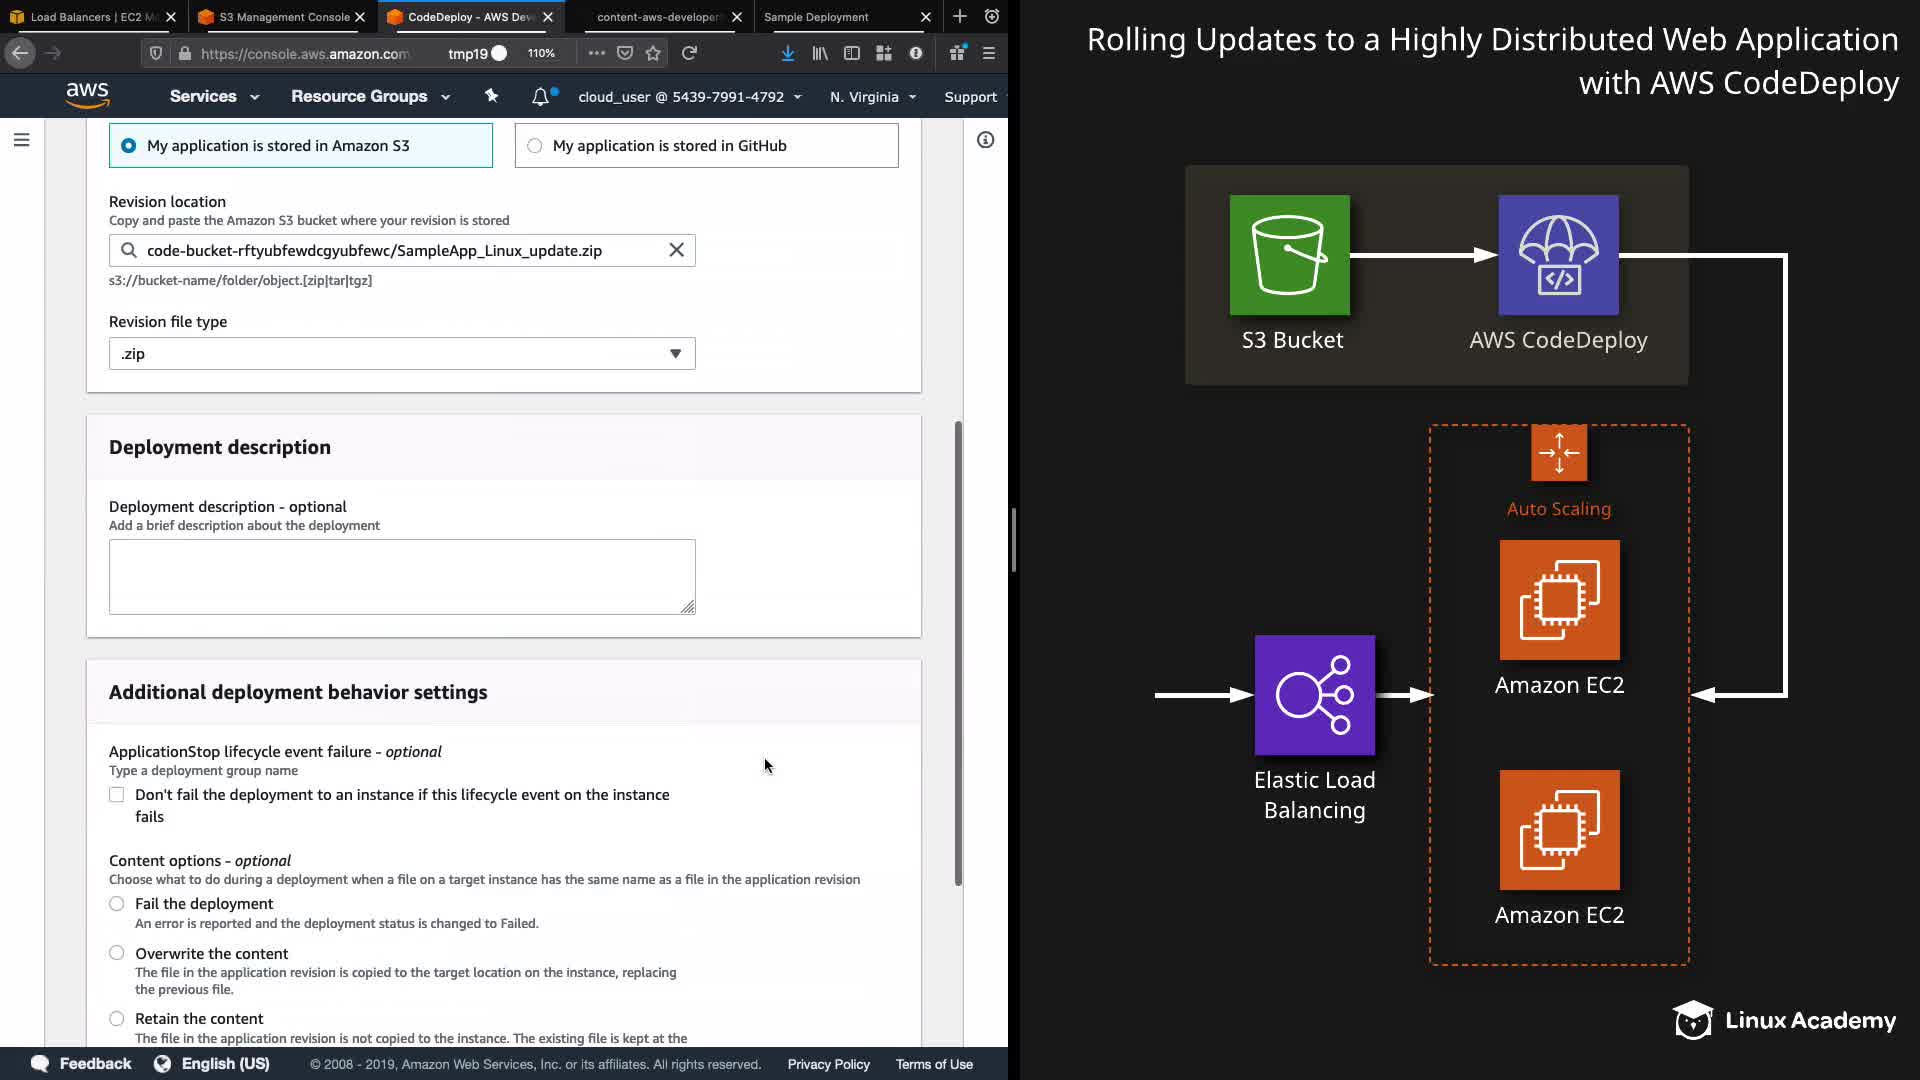 Load Balancers | EC2 M
S3 Management Console
CodeDeploy - AWS Dev
content-aws-developer
Sample Deployment
https://console.aws.amazon.com
tmp19
110%
aws
Services
Resource Groups
cloud_user @ 5439-7991-4792
N. Virginia
Support
My application is stored in Amazon S3
My application is stored in GitHub
Revision location
Copy and paste the Amazon S3 bucket where your revision is stored
code-bucket-rftyubfewdcgyubfewc/SampleApp_Linux_update.zip
s3://bucket-name/folder/object.[zip|tar|tgz]
Revision file type
.zip
Deployment description
Deployment description - optional
Add a brief description about the deployment
Additional deployment behavior settings
ApplicationStop lifecycle event failure - optional
Type a deployment group name
Don't fail the deployment to an instance if this lifecycle event on the instance
fails
Content options - optional
Choose what to do during a deployment when a file on a target instance has the same name as a file in the application revision
Fail the deployment
An error is reported and the deployment status is changed to Failed.
Overwrite the content
The file in the application revision is copied to the target location on the instance, replacing
the previous file.
Retain the content
The file in the application revision is not copied to the instance. The existing file is kept at the
Feedback
English (US)
© 2008 - 2019, Amazon Web Services, Inc. or its affiliates. All rights reserved.
Privacy Policy
Terms of Use
Rolling Updates to a Highly Distributed Web Application
with AWS CodeDeploy
S3 Bucket
AWS CodeDeploy
Auto Scaling
Amazon EC2
Elastic Load
Balancing
Amazon EC2
Linux Academy